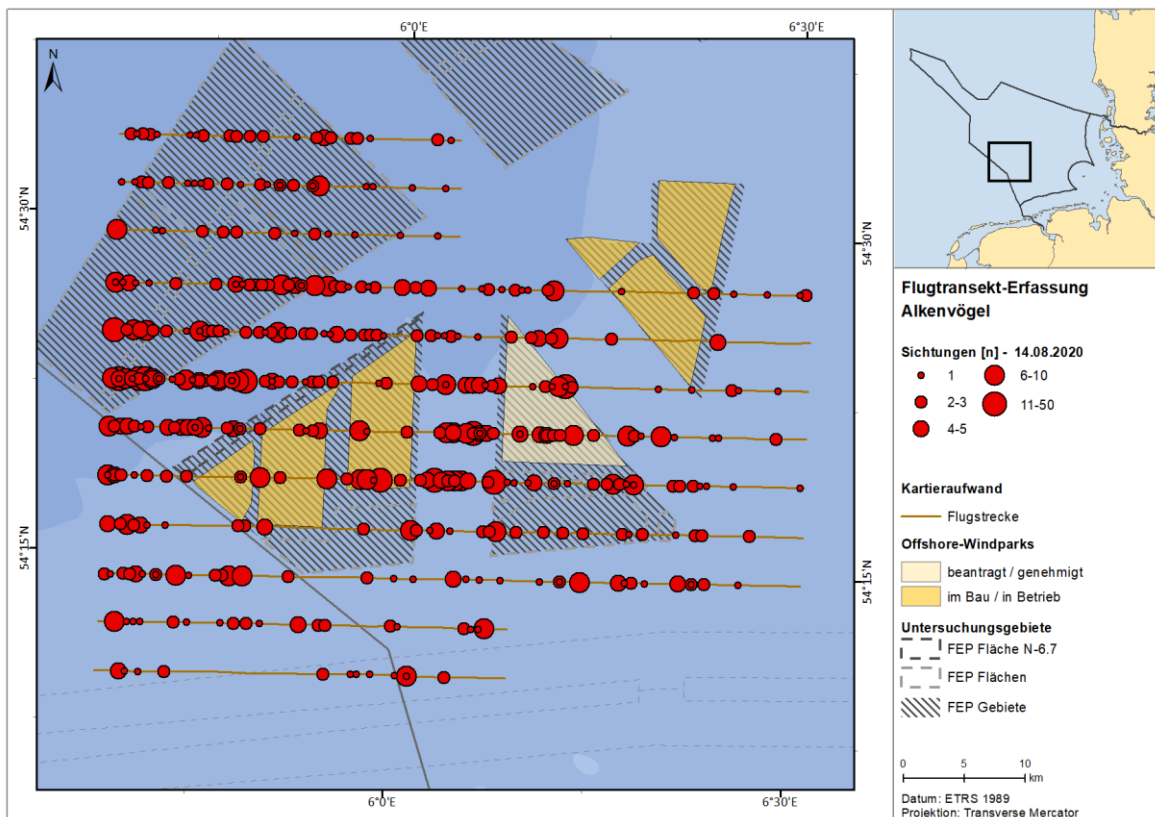 6°0'E
6°30'E
N
54°30'N
54°30'N
54°15'N
54°15'N
6°0'E
6°30'E
Flugtransekt-Erfassung
Alkenvögel
Sichtungen [n] - 14.08.2020
1
6-10
2-3
11-50
4-5
Kartieraufwand
Flugstrecke
Offshore-Windparks
beantragt / genehmigt
im Bau / in Betrieb
Untersuchungsgebiete
FEP Fläche N-6.7
FEP Flächen
FEP Gebiete
0
5
10
km
Datum: ETRS 1989
Projektion: Transverse Mercator